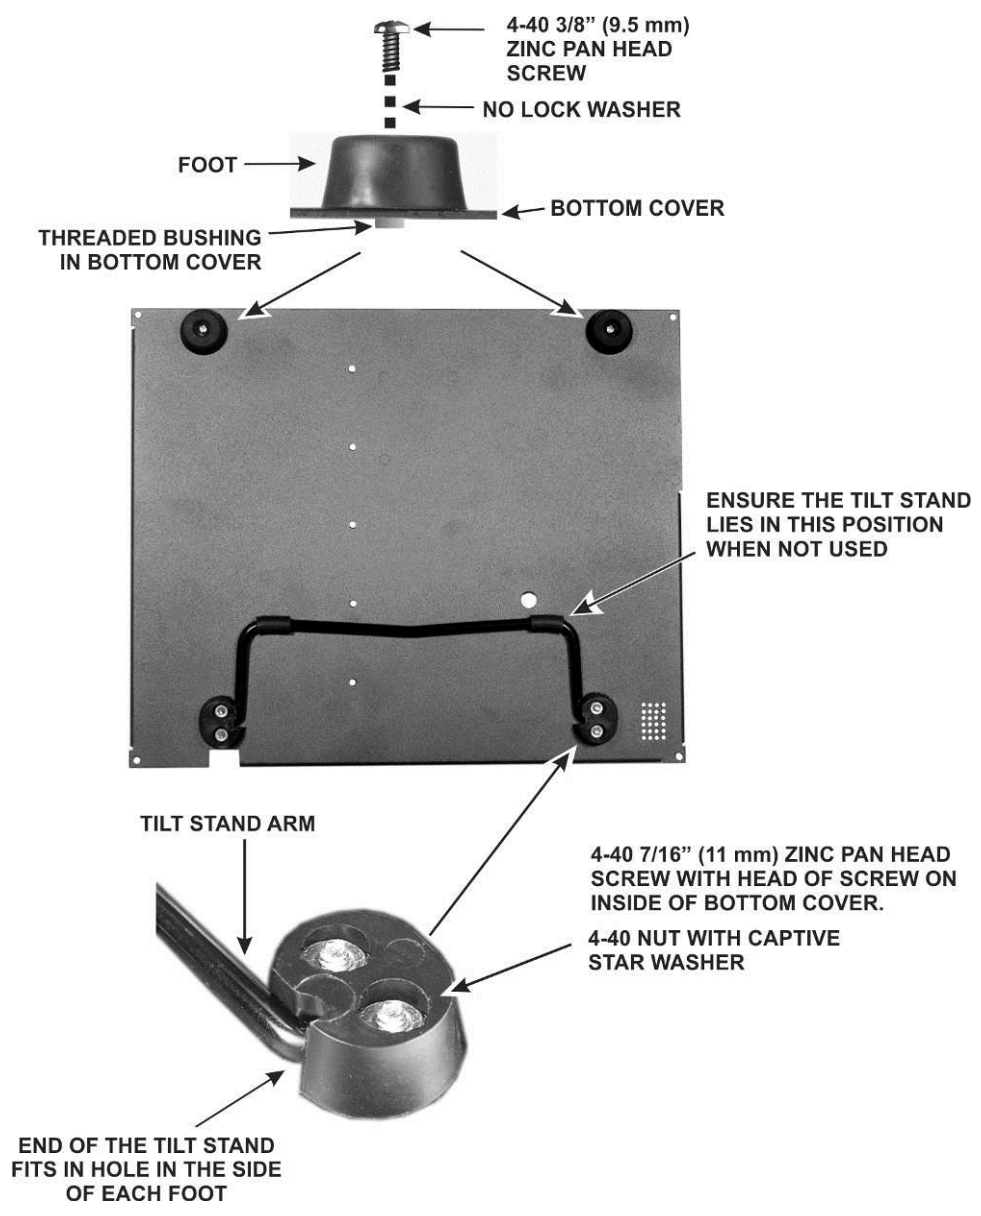 4-40 3/8” (9.5 mm)
ZINC PAN HEAD
SCREW
NO LOCK WASHER
FOOT
BOTTOM COVER
THREADED BUSHING
IN BOTTOM COVER
ENSURE THE TILT STAND
LIES IN THIS POSITION
WHEN NOT USED
TILT STAND ARM
4-40 7/16” (11 mm) ZINC PAN HEAD
SCREW WITH HEAD OF SCREW ON
INSIDE OF BOTTOM COVER.
4-40 NUT WITH CAPTIVE
STAR WASHER
END OF THE TILT STAND
FITS IN HOLE IN THE SIDE
OF EACH FOOT